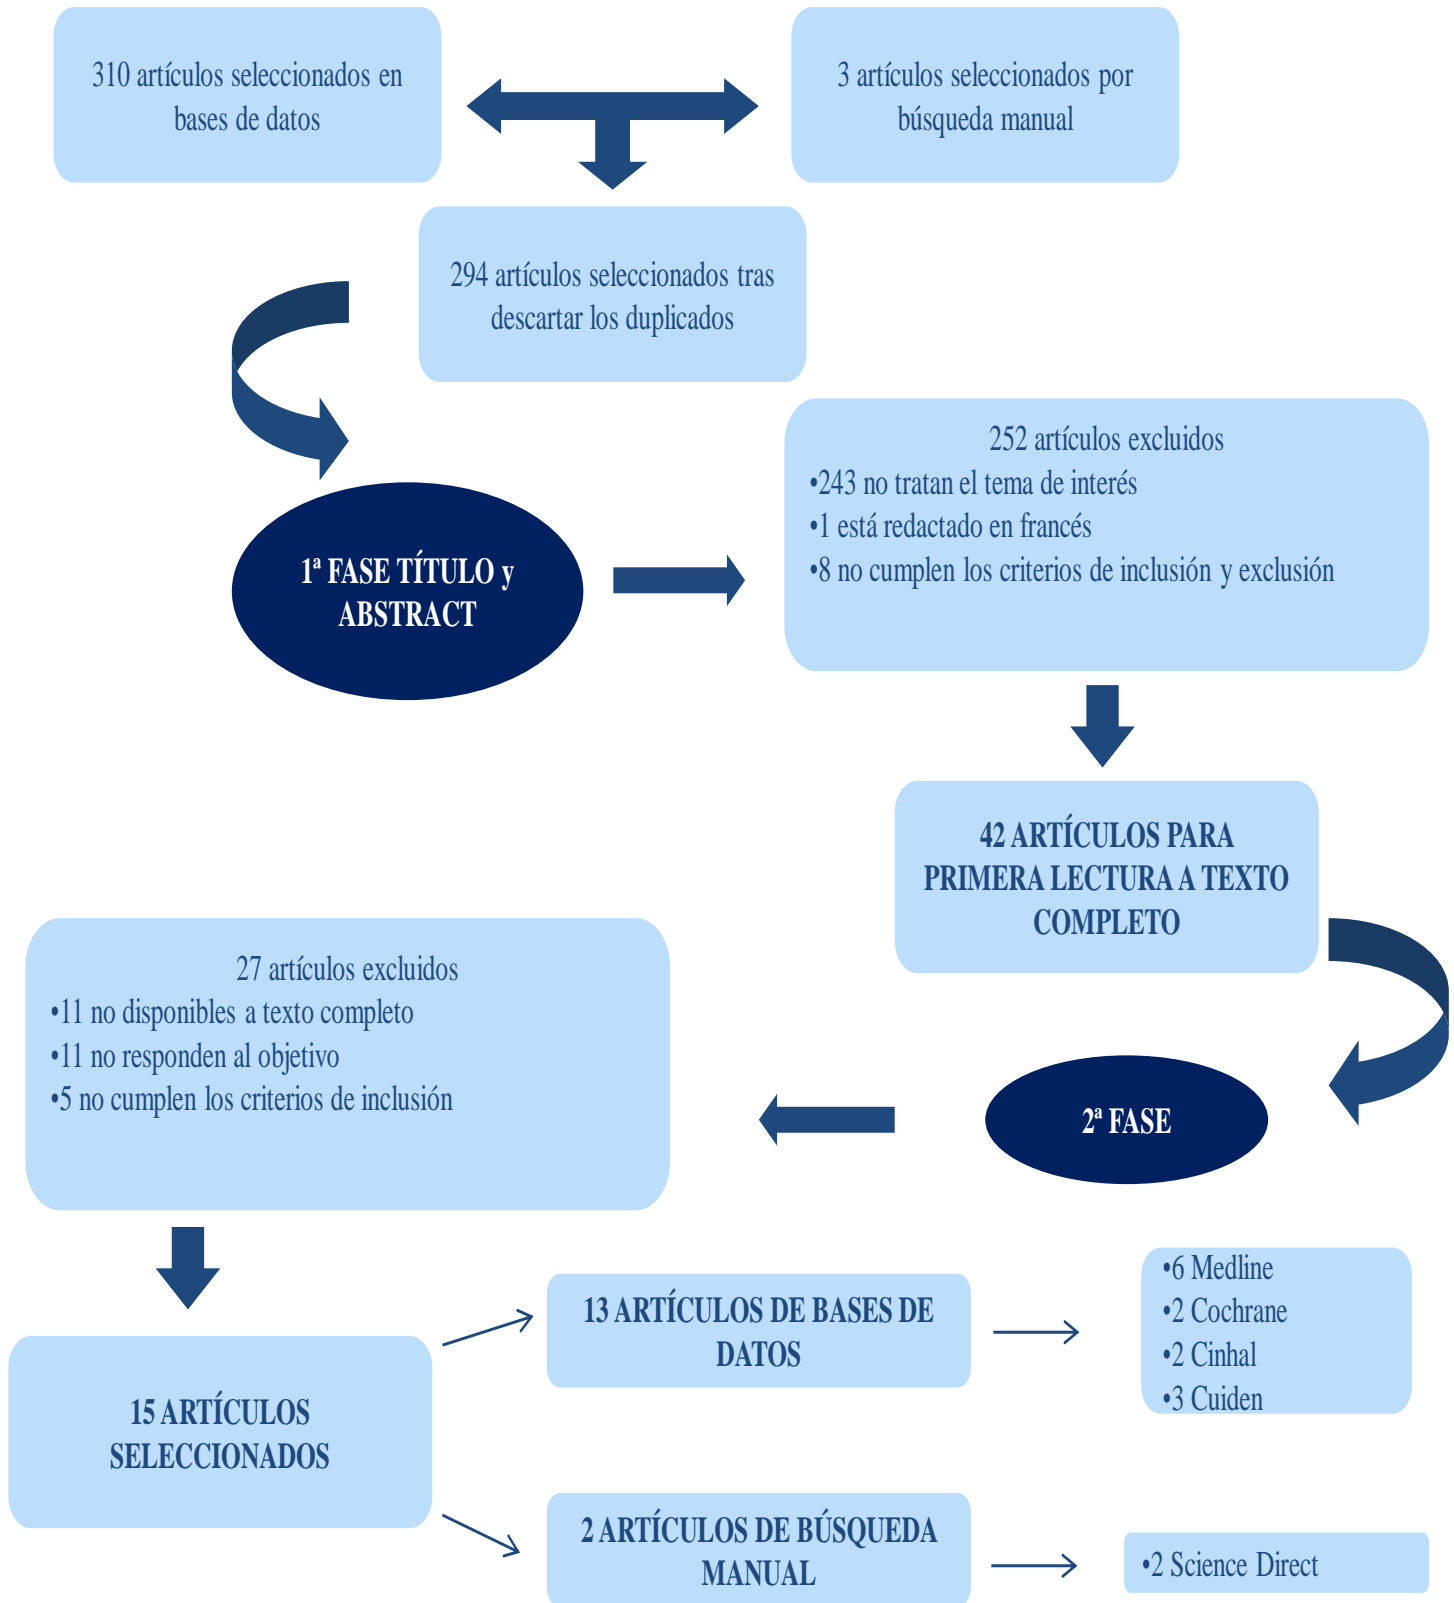 310 artículos seleccionados en
bases de datos
3 artículos seleccionados por
búsqueda manual
294 artículos seleccionados tras
descartar los duplicados
252 artículos excluidos
•243 no tratan el tema de interés
•1 está redactado en francés
•8 no cumplen los criterios de inclusión y exclusión
1ª FASE TÍTULO y
ABSTRACT
42 ARTÍCULOS PARA
PRIMERA LECTURA A TEXTO
COMPLETO
27 artículos excluidos
•11 no disponibles a texto completo
•11 no responden al objetivo
•5 no cumplen los criterios de inclusión
2ª FASE
15 ARTÍCULOS
SELECCIONADOS
13 ARTÍCULOS DE BASES DE
DATOS
•6 Medline
•2 Cochrane
•2 Cinhal
•3 Cuiden
2 ARTÍCULOS DE BÚSQUEDA
MANUAL
•2 Science Direct